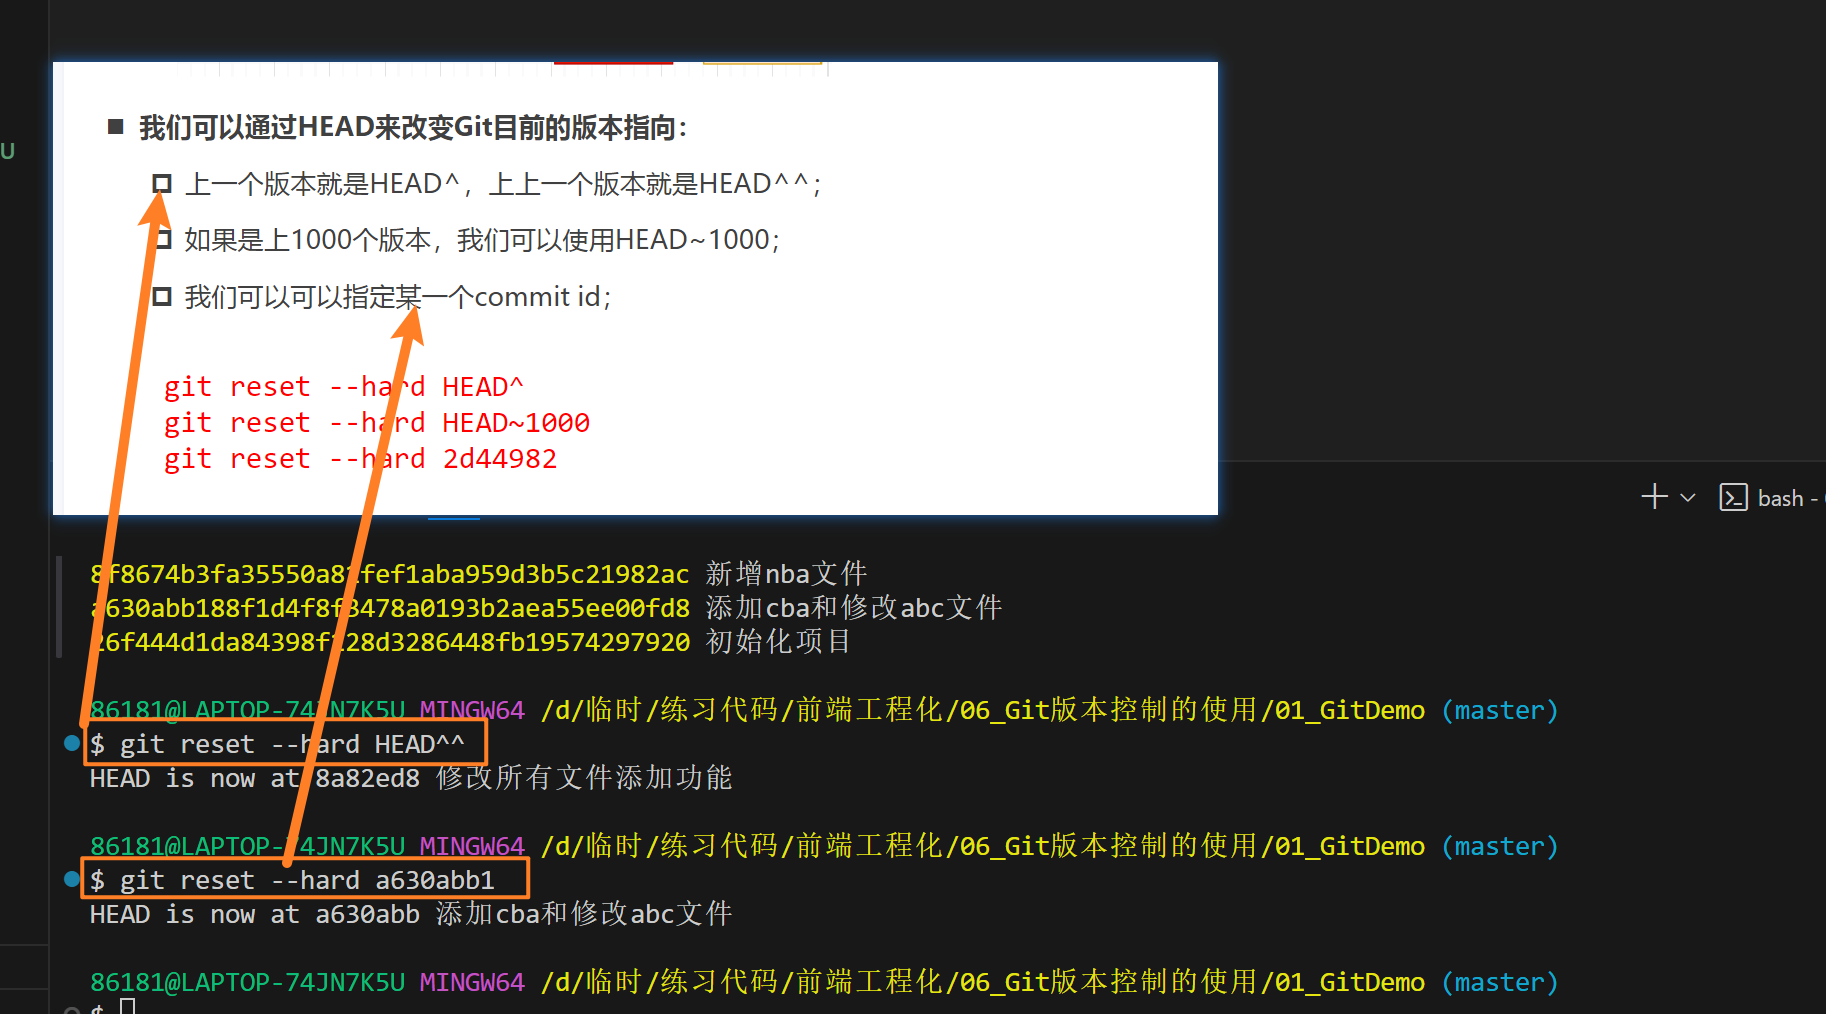 U
我们可以通过HEAD来改变Git目前的版本指向：
上一个版本就是HEAD^，上上一个版本就是HEAD^^；
如果是上1000个版本，我们可以使用HEAD~1000；
我们可以可以指定某一个commit id；
git reset --hard HEAD^
git reset --hard HEAD~1000
git reset --hard 2d44982
bash -
8f8674b3fa35550a82fef1aba959d3b5c21982ac 新增nba文件
a630abb188f1d4f8f8478a0193b2aea55ee00fd8 添加cba和修改abc文件
26f444d1da84398f228d3286448fb19574297920 初始化项目
86181@LAPTOP-74JN7K5U MINGW64 /d/临时/练习代码/前端工程化/06_Git版本控制的使用/01_GitDemo (master)
$ git reset --hard HEAD^^
HEAD is now at 8a82ed8 修改所有文件添加功能
86181@LAPTOP-74JN7K5U MINGW64 /d/临时/练习代码/前端工程化/06_Git版本控制的使用/01_GitDemo (master)
$ git reset --hard a630abb1
HEAD is now at a630abb 添加cba和修改abc文件
86181@LAPTOP-74JN7K5U MINGW64 /d/临时/练习代码/前端工程化/06_Git版本控制的使用/01_GitDemo (master)
$